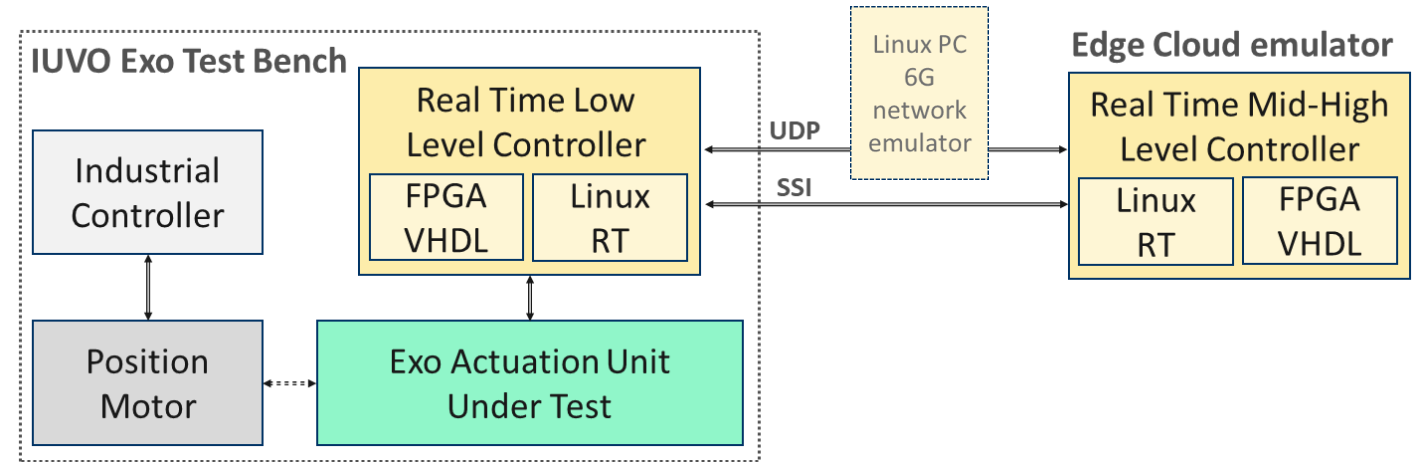 IUVO Exo Test Bench
Industrial
Controller
Position
Motor
Real Time Low
Level Controller
FPGA
VHDL
Linux
RT
Exo Actuation Unit
Under Test
UDP
SSI
Linux PC
6G
network
emulator
Edge Cloud emulator
Real Time Mid-High
Level Controller
Linux
RT
FPGA
VHDL